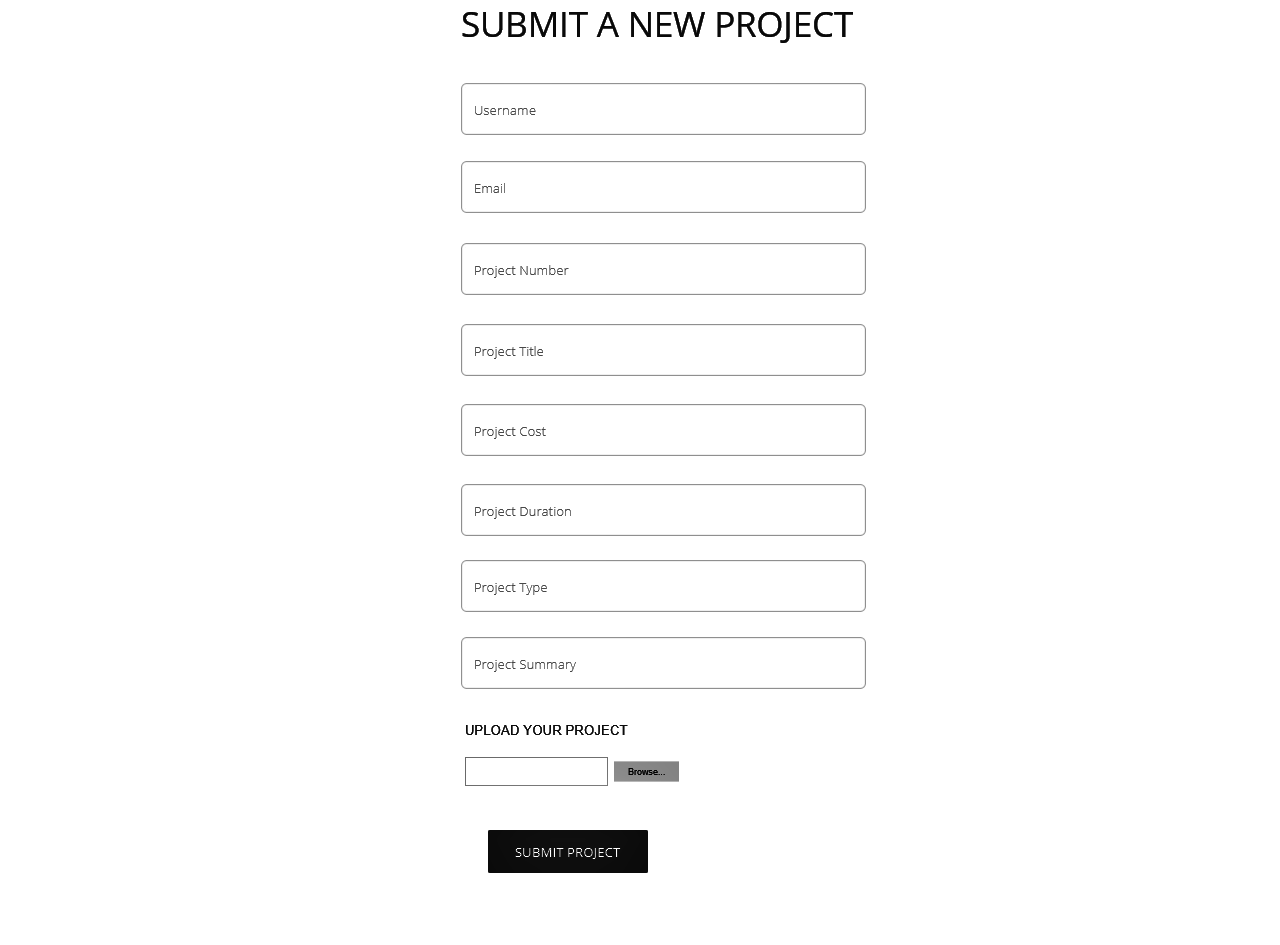 SUBMIT A NEW PROJECT
Username
Email
Project Number
Project Title
Project Cost
Project Duration
Project Type
Project Summary
UPLOAD YOUR PROJECT
Browse...
SUBMIT PROJECT